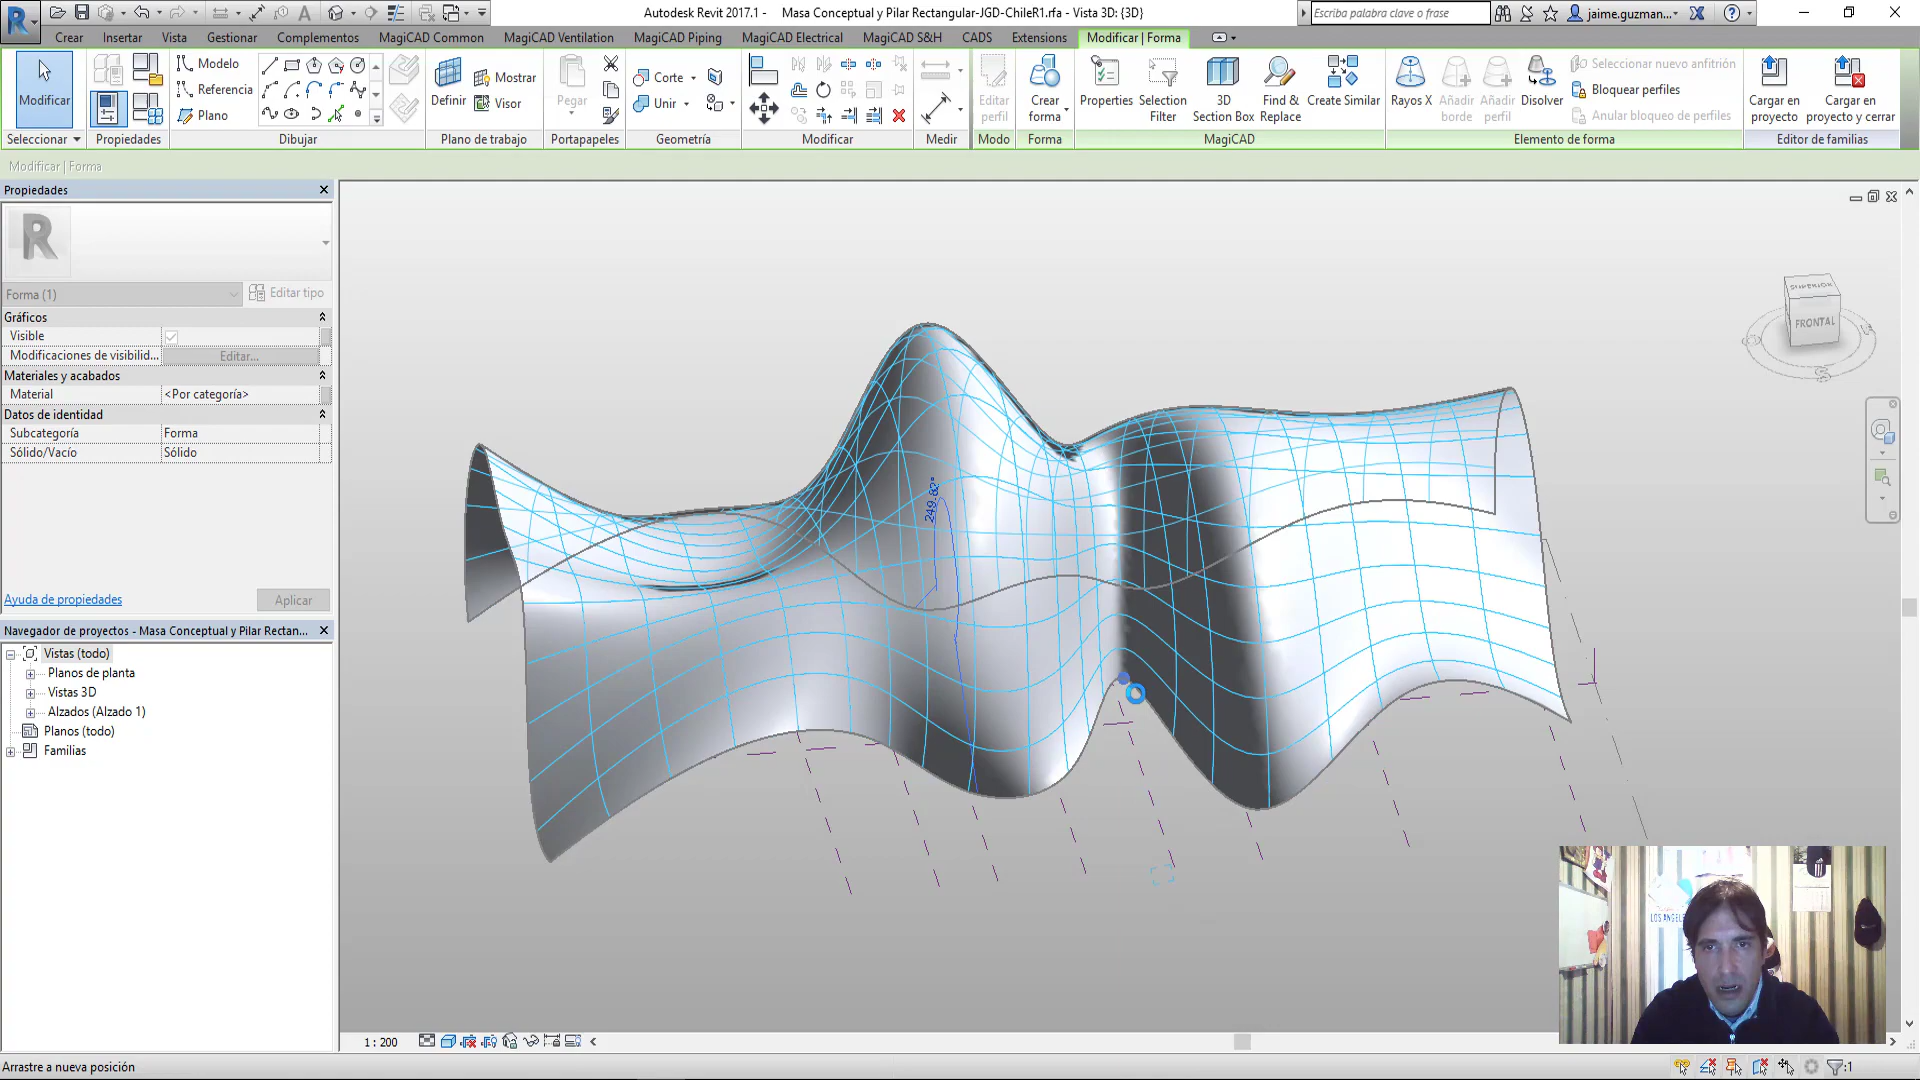 Autodesk Revit 2017.1 - Masa Conceptual y Pilar Rectangular-JGD-ChileR1.rfa - Vista 3D: {3D}
Escriba palabra clave o frase
jaime.guzman...
Crear Insertar Vista Gestionar Complementos MagiCAD Common MagiCAD Ventilation MagiCAD Piping MagiCAD Electrical MagiCAD S&H CADS Extensions Modificar | Forma
Modificar
Modelo
Referencia
Plano
Definir
Mostrar
Visor
Pegar
Corte
Unir
Editar perfil
Crear forma
Properties
Selection Filter
3D Section Box
Find & Replace
Create Similar
Rayos X
Añadir borde
Añadir perfil
Disolver
Seleccionar nuevo anfitrión
Bloquear perfiles
Anular bloqueo de perfiles
Cargar en proyecto
Cargar en proyecto y cerrar
Seleccionar Propiedades Dibujar Plano de trabajo Portapapeles Geometría Modificar Medir Modo Forma MagiCAD Elemento de forma Editor de familias
Modificar | Forma
Propiedades
R
Forma (1)
Editar tipo
Gráficos
Visible
Modificaciones de visibilid... Editar...
Materiales y acabados
Material <Por categoría>
Datos de identidad
Subcategoría Forma
Sólido/Vacío Sólido
Ayuda de propiedades
Aplicar
Navegador de proyectos - Masa Conceptual y Pilar Rectan...
Vistas (todo)
Planos de planta
Vistas 3D
Alzados (Alzado 1)
Planos (todo)
Familias
249.82°
SUPERIOR
FRONTAL
S
LOS ANGELES
1 : 200
Arrastre a nueva posición
:1